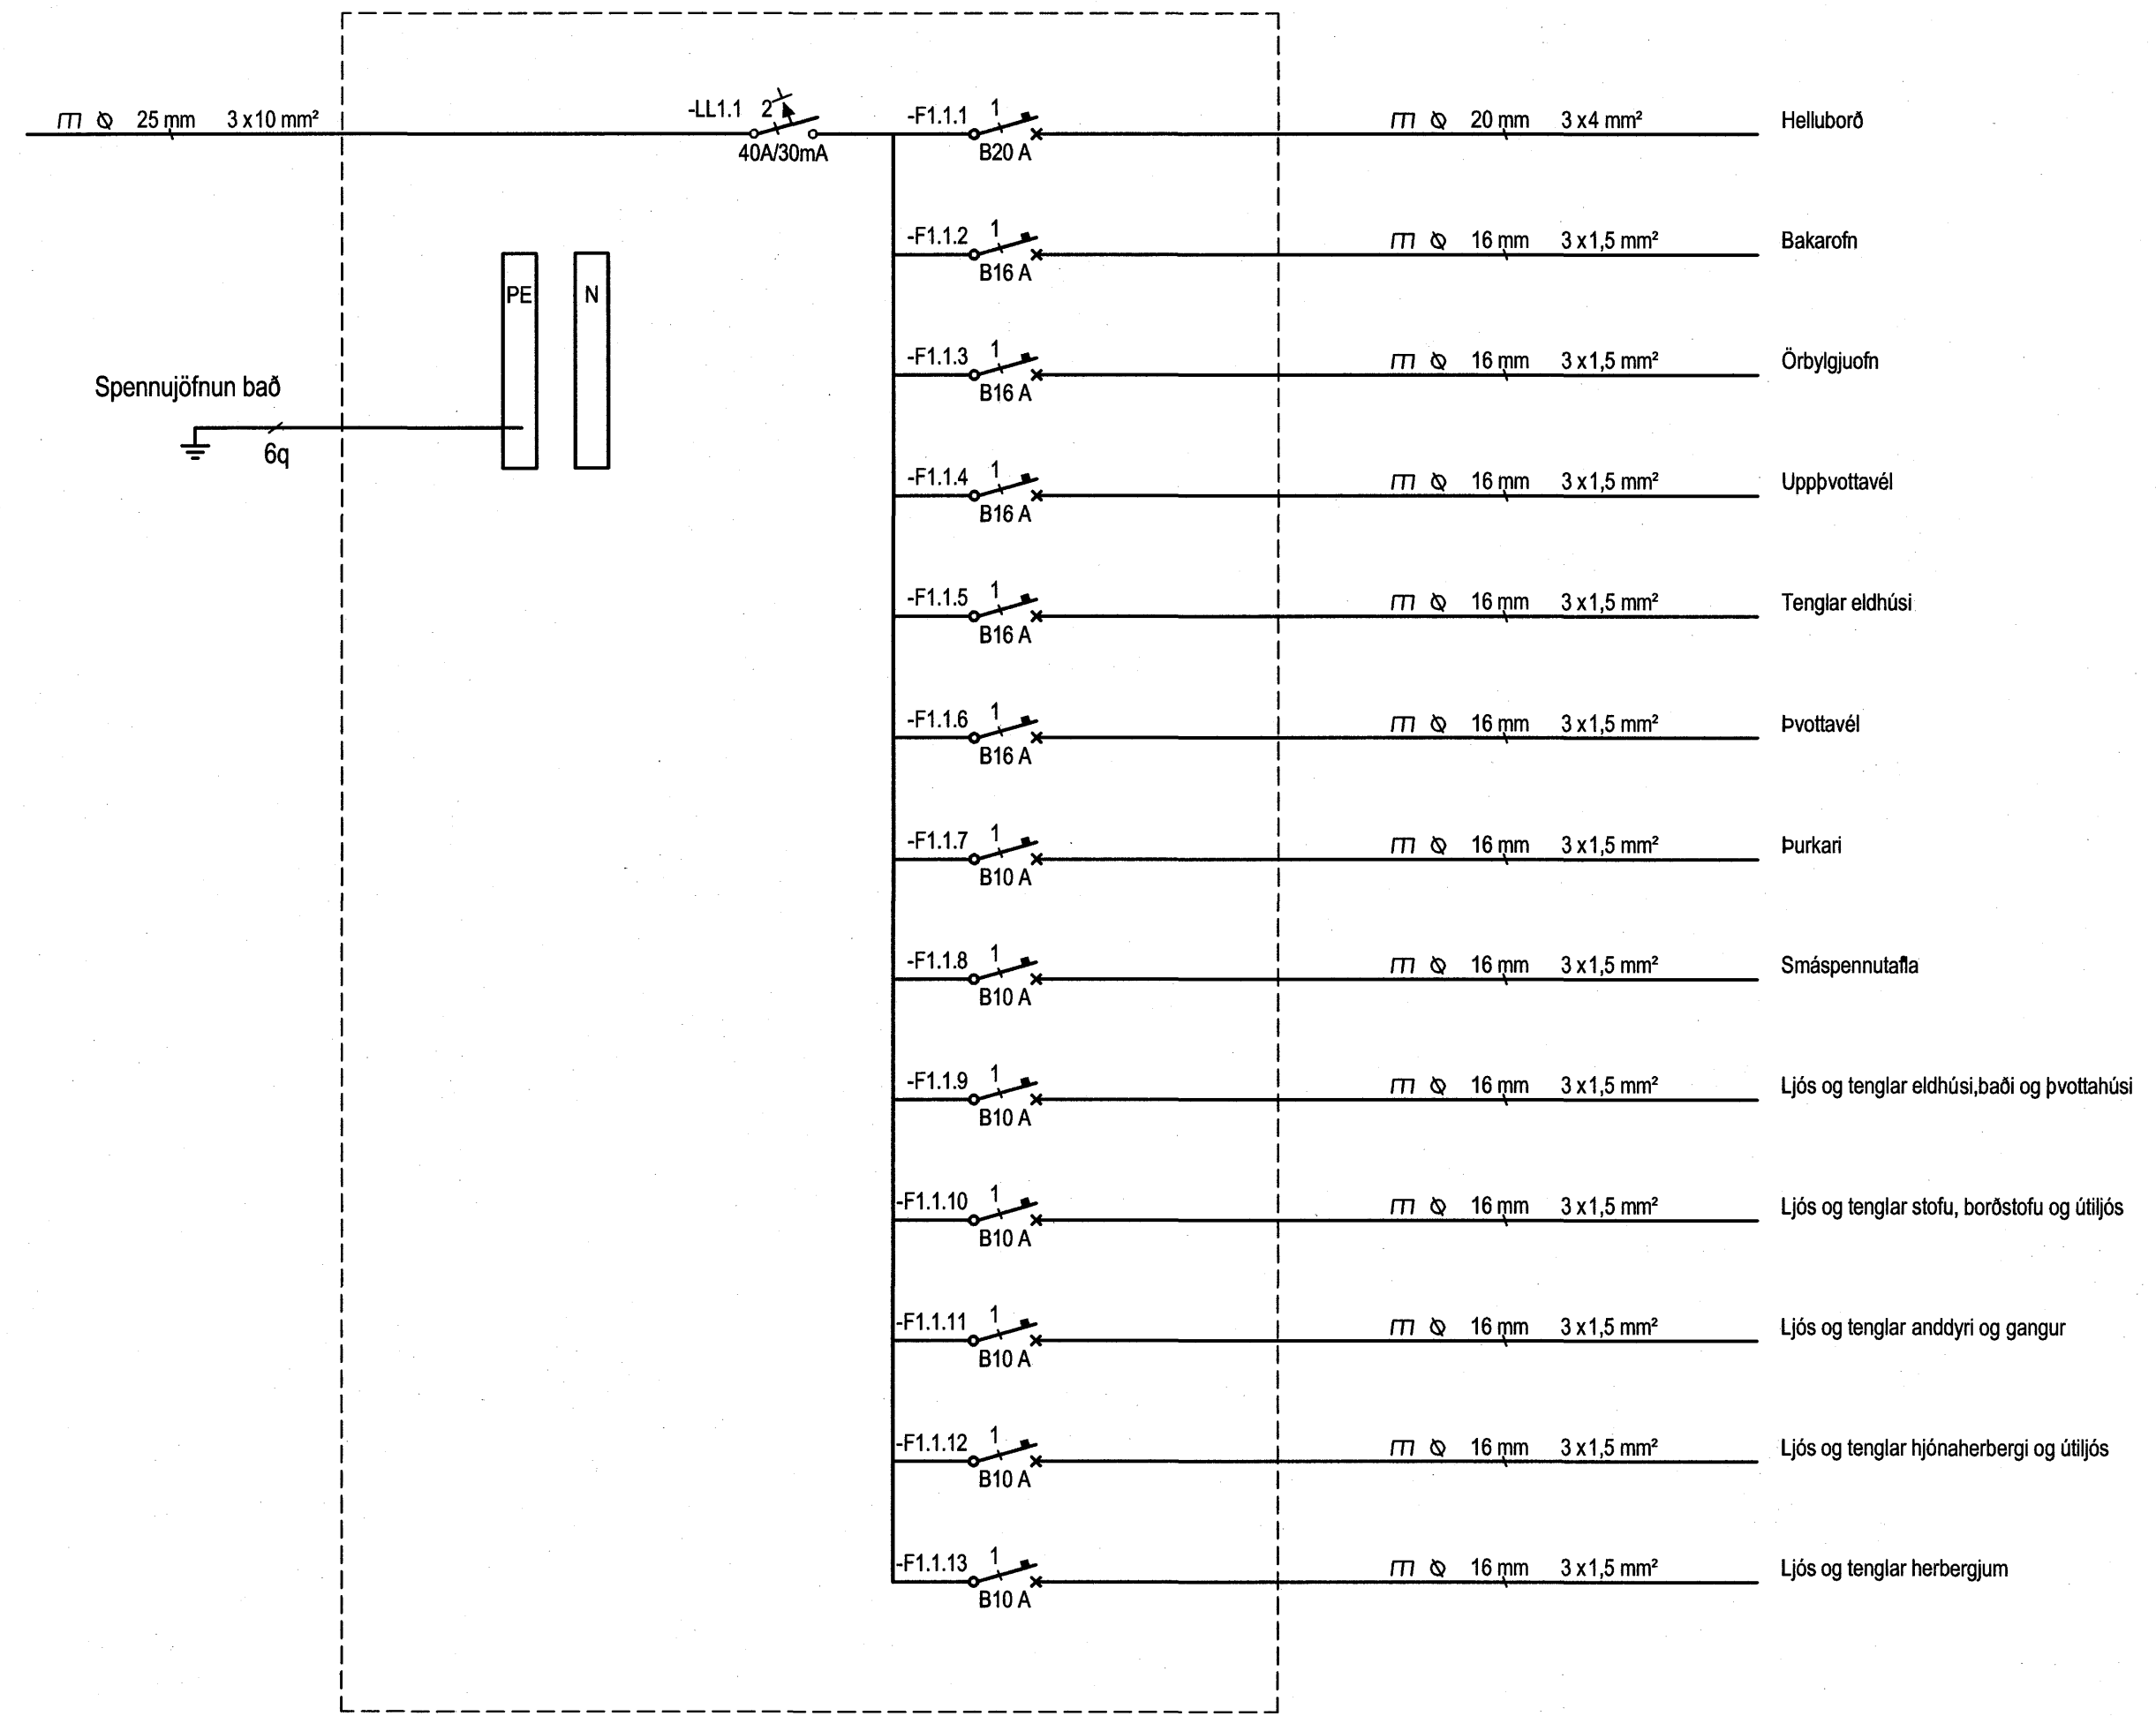 25 mm 3 x 10 mm²
-LL1.1 2
40A/30mA
PE N
Spennujöfnun bað
6q
-F1.1.1 1 20 mm 3 x 4 mm² Helluborð
B20 A
-F1.1.2 1 16 mm 3 x 1,5 mm² Bakarofn
B16 A
-F1.1.3 1 16 mm 3 x 1,5 mm² Örbylgjuofn
B16 A
-F1.1.4 1 16 mm 3 x 1,5 mm² Uppþvottavél
B16 A
-F1.1.5 1 16 mm 3 x 1,5 mm² Tenglar eldhúsi
B16 A
-F1.1.6 1 16 mm 3 x 1,5 mm² Þvottavél
B16 A
-F1.1.7 1 16 mm 3 x 1,5 mm² Þurkari
B10 A
-F1.1.8 1 16 mm 3 x 1,5 mm² Smáspennutafla
B10 A
-F1.1.9 1 16 mm 3 x 1,5 mm² Ljós og tenglar eldhúsi,baði og þvottahúsi
B10 A
-F1.1.10 1 16 mm 3 x 1,5 mm² Ljós og tenglar stofu, borðstofu og útiljós
B10 A
-F1.1.11 1 16 mm 3 x 1,5 mm² Ljós og tenglar anddyri og gangur
B10 A
-F1.1.12 1 16 mm 3 x 1,5 mm² Ljós og tenglar hjónaherbergi og útiljós
B10 A
-F1.1.13 1 16 mm 3 x 1,5 mm² Ljós og tenglar herbergjum
B10 A